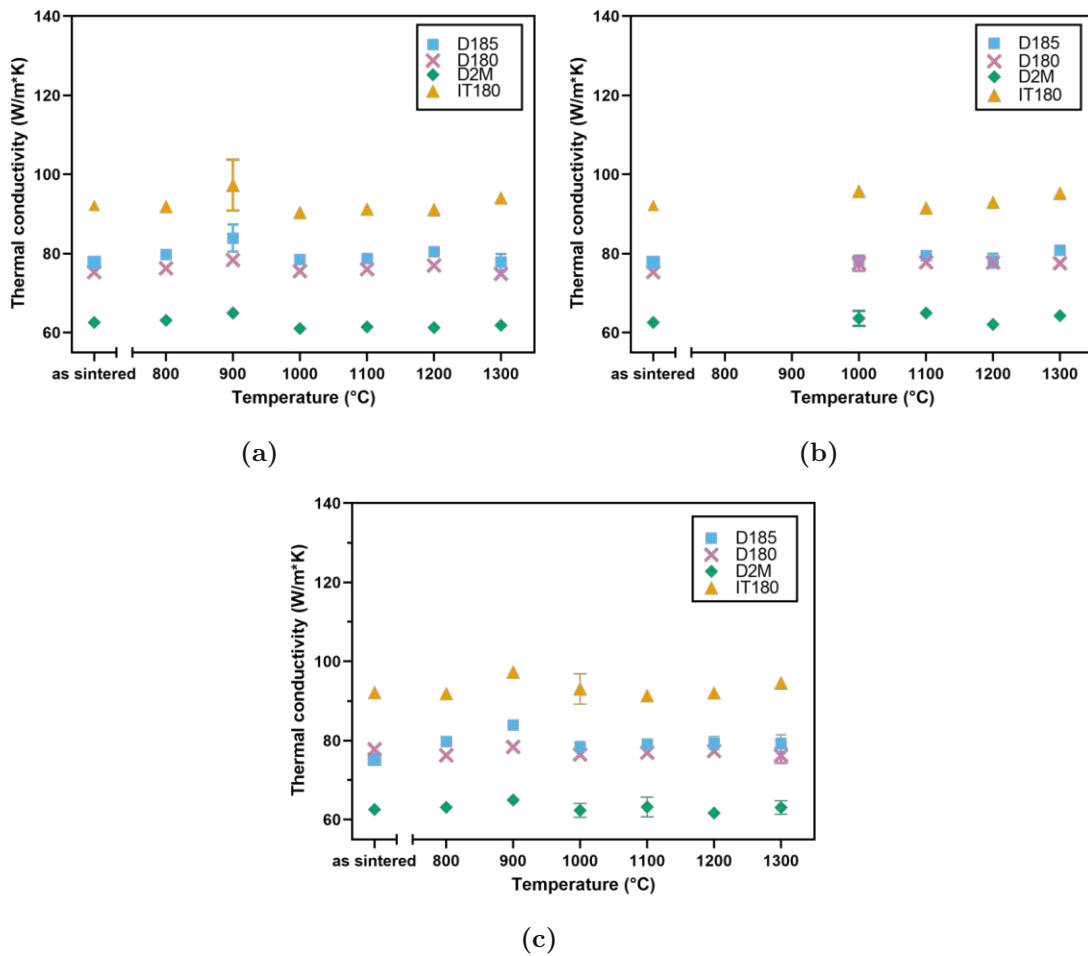 140
120
100
80
60
Thermal conductivity (W/m*K)
D185
D180
D2M
IT180
as sintered 800 900 1000 1100 1200 1300
Temperature (°C)
(a)
140
120
100
80
60
Thermal conductivity (W/m*K)
D185
D180
D2M
IT180
as sintered 800 900 1000 1100 1200 1300
Temperature (°C)
(b)
140
120
100
80
60
Thermal conductivity (W/m*K)
D185
D180
D2M
IT180
as sintered 800 900 1000 1100 1200 1300
Temperature (°C)
(c)